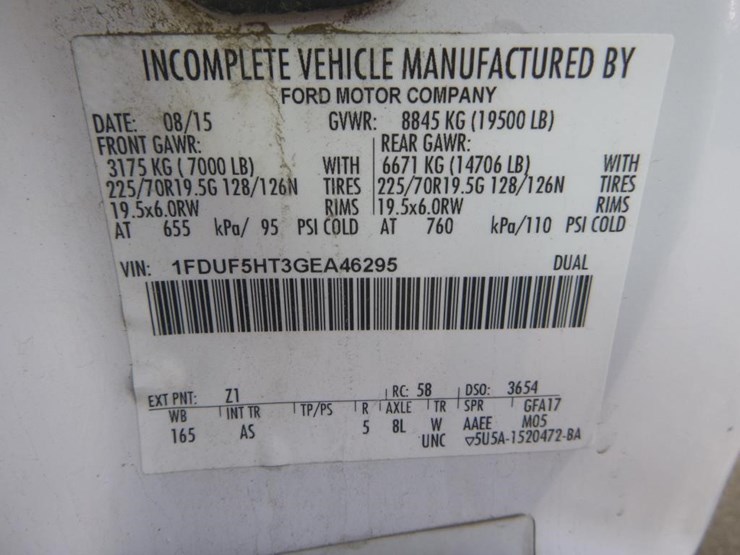 INCOMPLETE VEHICLE MANUFACTURED BY
FORD MOTOR COMPANY
DATE: 08/15 GVWR: 8845 KG (19500 LB)
FRONT GAWR: REAR GAWR:
3175 KG ( 7000 LB) WITH 6671 KG (14706 LB) WITH
225/70R19.5G 128/126N TIRES 225/70R19.5G 128/126N TIRES
19.5x6.0RW RIMS 19.5x6.0RW RIMS
AT 655 kPa/ 95 PSI COLD AT 760 kPa/110 PSI COLD
VIN: 1FDUF5HT3GEA46295 DUAL
EXT PNT: Z1 RC: 58 DSO: 3654
WB INT TR TP/PS R AXLE TR SPR GFA17
165 AS 5 8L W AAEE M05
UNC ▽5U5A-1520472-BA